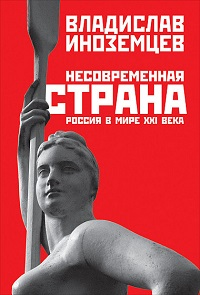 ВЛАДИСЛАВ
ИНОЗЕМЦЕВ
НЕСОВРЕМЕННАЯ
СТРАНА
РОССИЯ В МИРЕ XXI ВЕКА